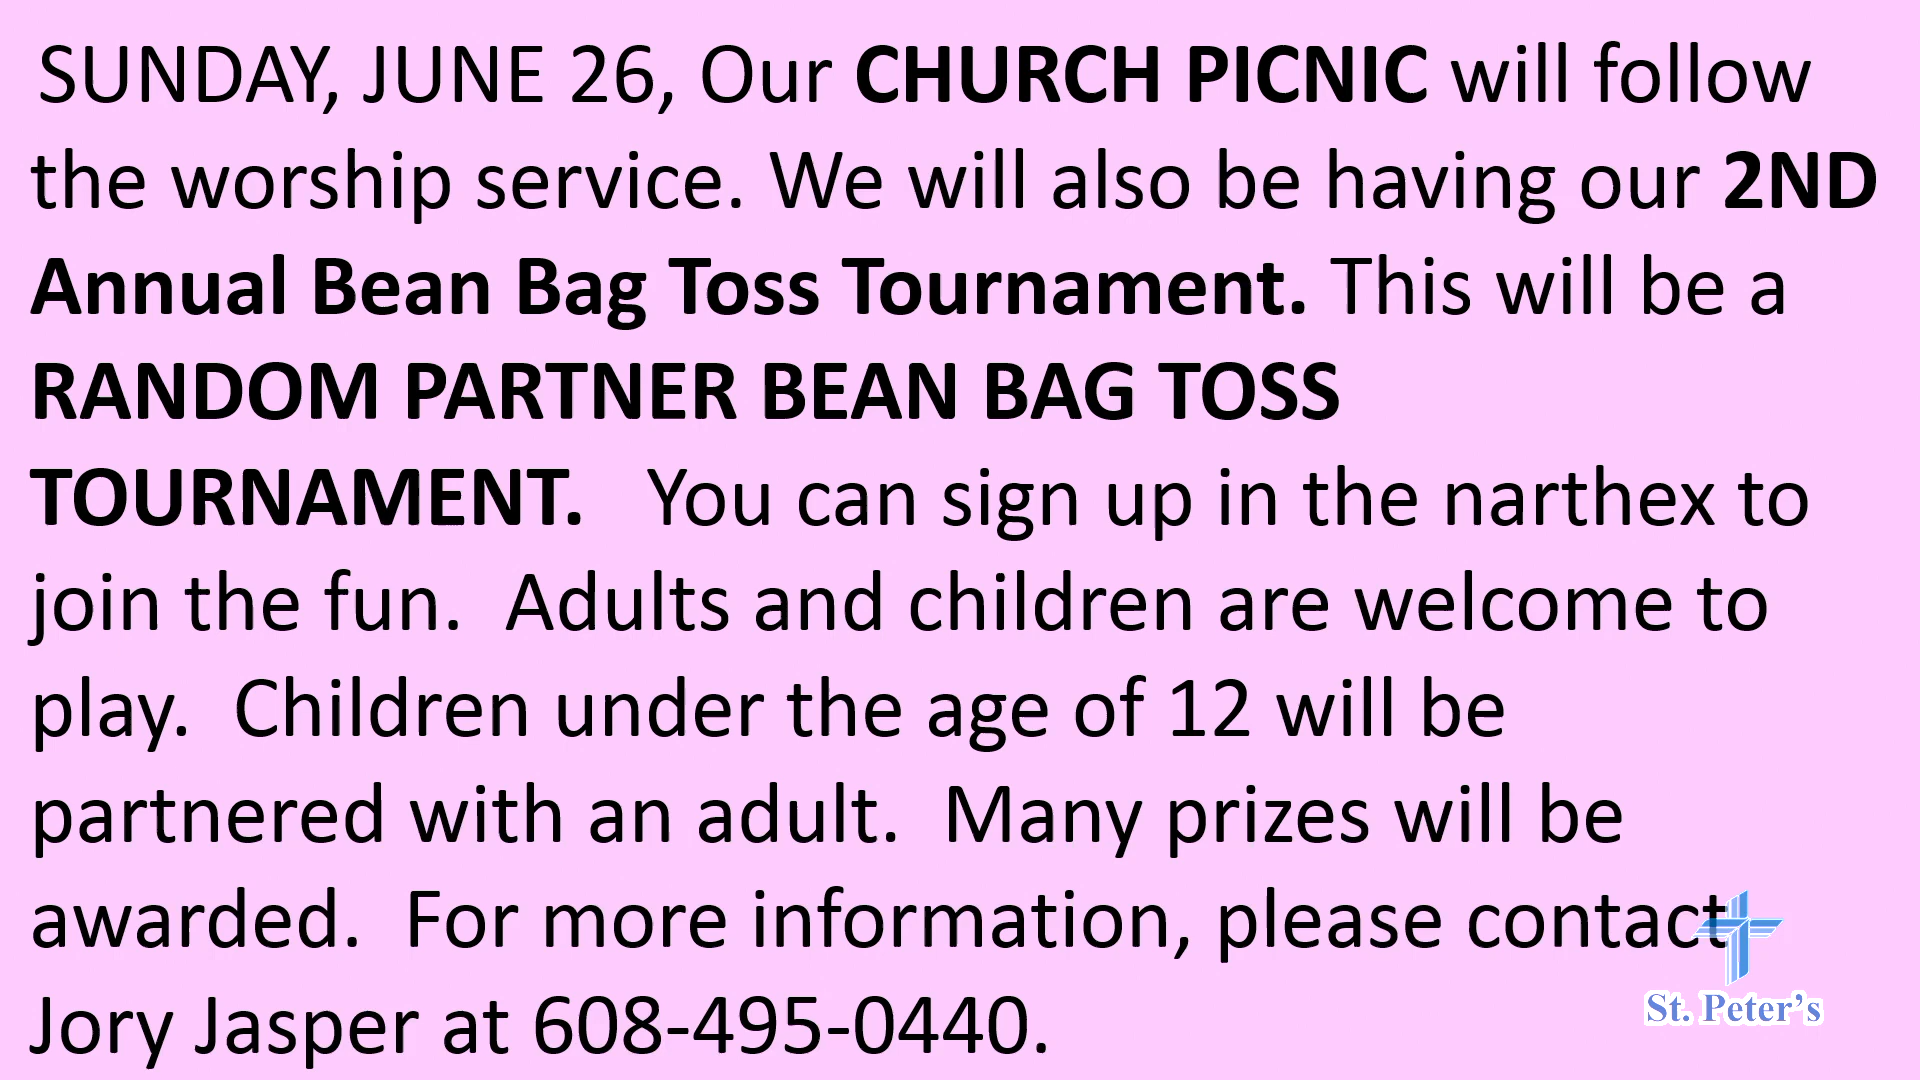 SUNDAY, JUNE 26, Our CHURCH PICNIC will follow
the worship service. We will also be having our 2ND
Annual Bean Bag Toss Tournament. This will be a
RANDOM PARTNER BEAN BAG TOSS
TOURNAMENT.   You can sign up in the narthex to
join the fun.  Adults and children are welcome to
play.  Children under the age of 12 will be
partnered with an adult.  Many prizes will be
awarded.  For more information, please contact
Jory Jasper at 608-495-0440.
St. Peter's